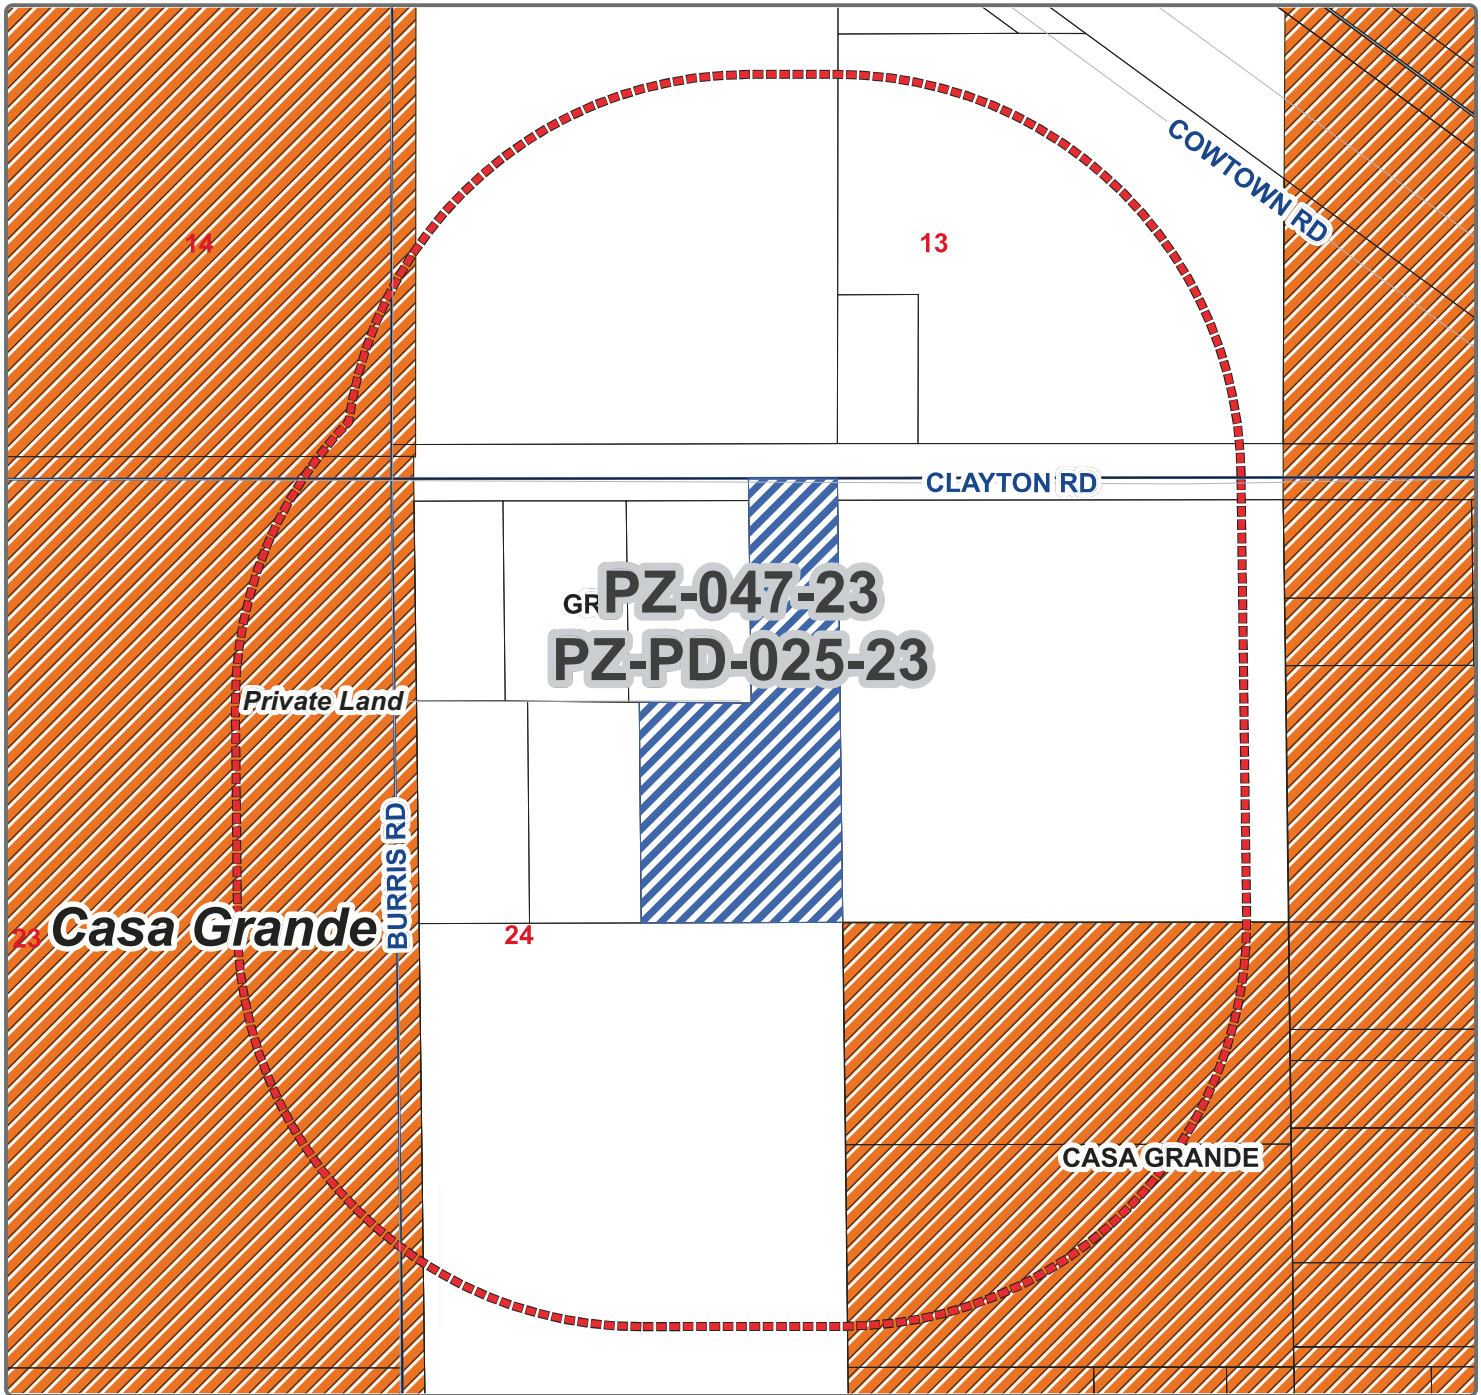 COWTOWN RD
14
13
CLAYTON RD
GR
PZ-047-23
PZ-PD-025-23
Private Land
BURRIS RD
23
Casa Grande
24
CASA GRANDE